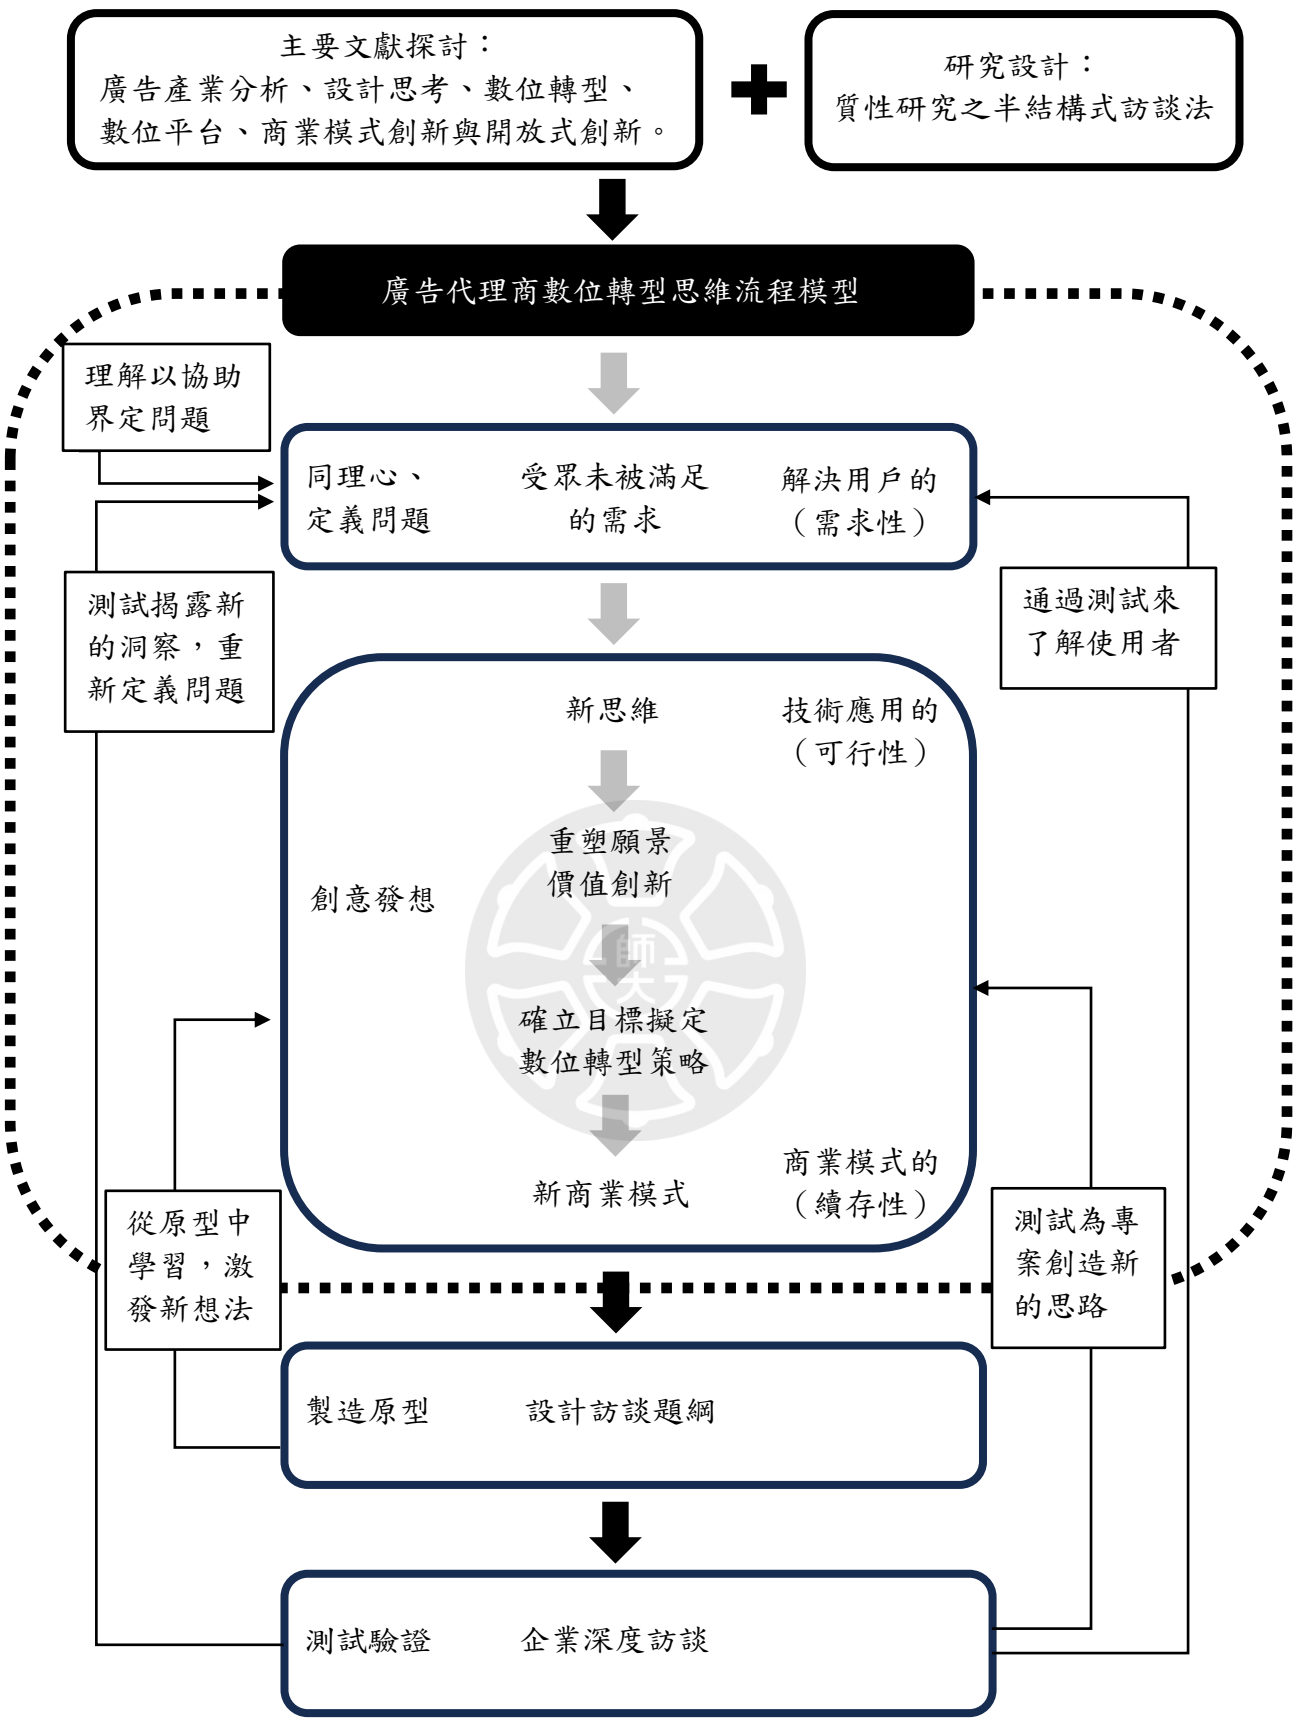 主要文獻探討：
廣告產業分析、設計思考、數位轉型、
數位平台、商業模式創新與開放式創新。
研究設計：
質性研究之半結構式訪談法
廣告代理商數位轉型思維流程模型
理解以協助
界定問題
同理心、
定義問題
受眾未被滿足
的需求
解決用戶的
（需求性）
測試揭露新
的洞察，重
新定義問題
通過測試來
了解使用者
新思維
技術應用的
（可行性）
重塑願景
價值創新
創意發想
師大
確立目標擬定
數位轉型策略
新商業模式
商業模式的
（續存性）
從原型中
學習，激
發新想法
測試為專
案創造新
的思路
製造原型
設計訪談題綱
測試驗證
企業深度訪談